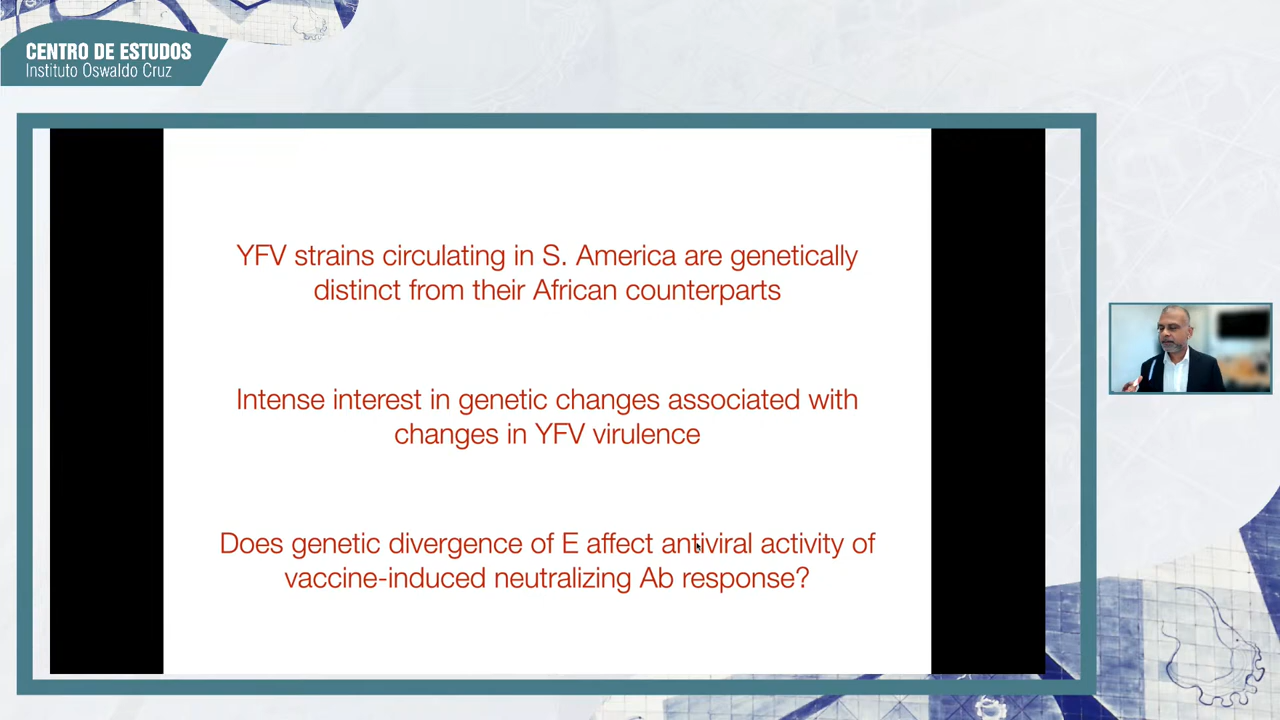 CENTRO DE ESTUDOS
Instituto Oswaldo Cruz
YFV strains circulating in S. America are genetically
distinct from their African counterparts
Intense interest in genetic changes associated with
changes in YFV virulence
Does genetic divergence of E affect antiviral activity of
vaccine-induced neutralizing Ab response?